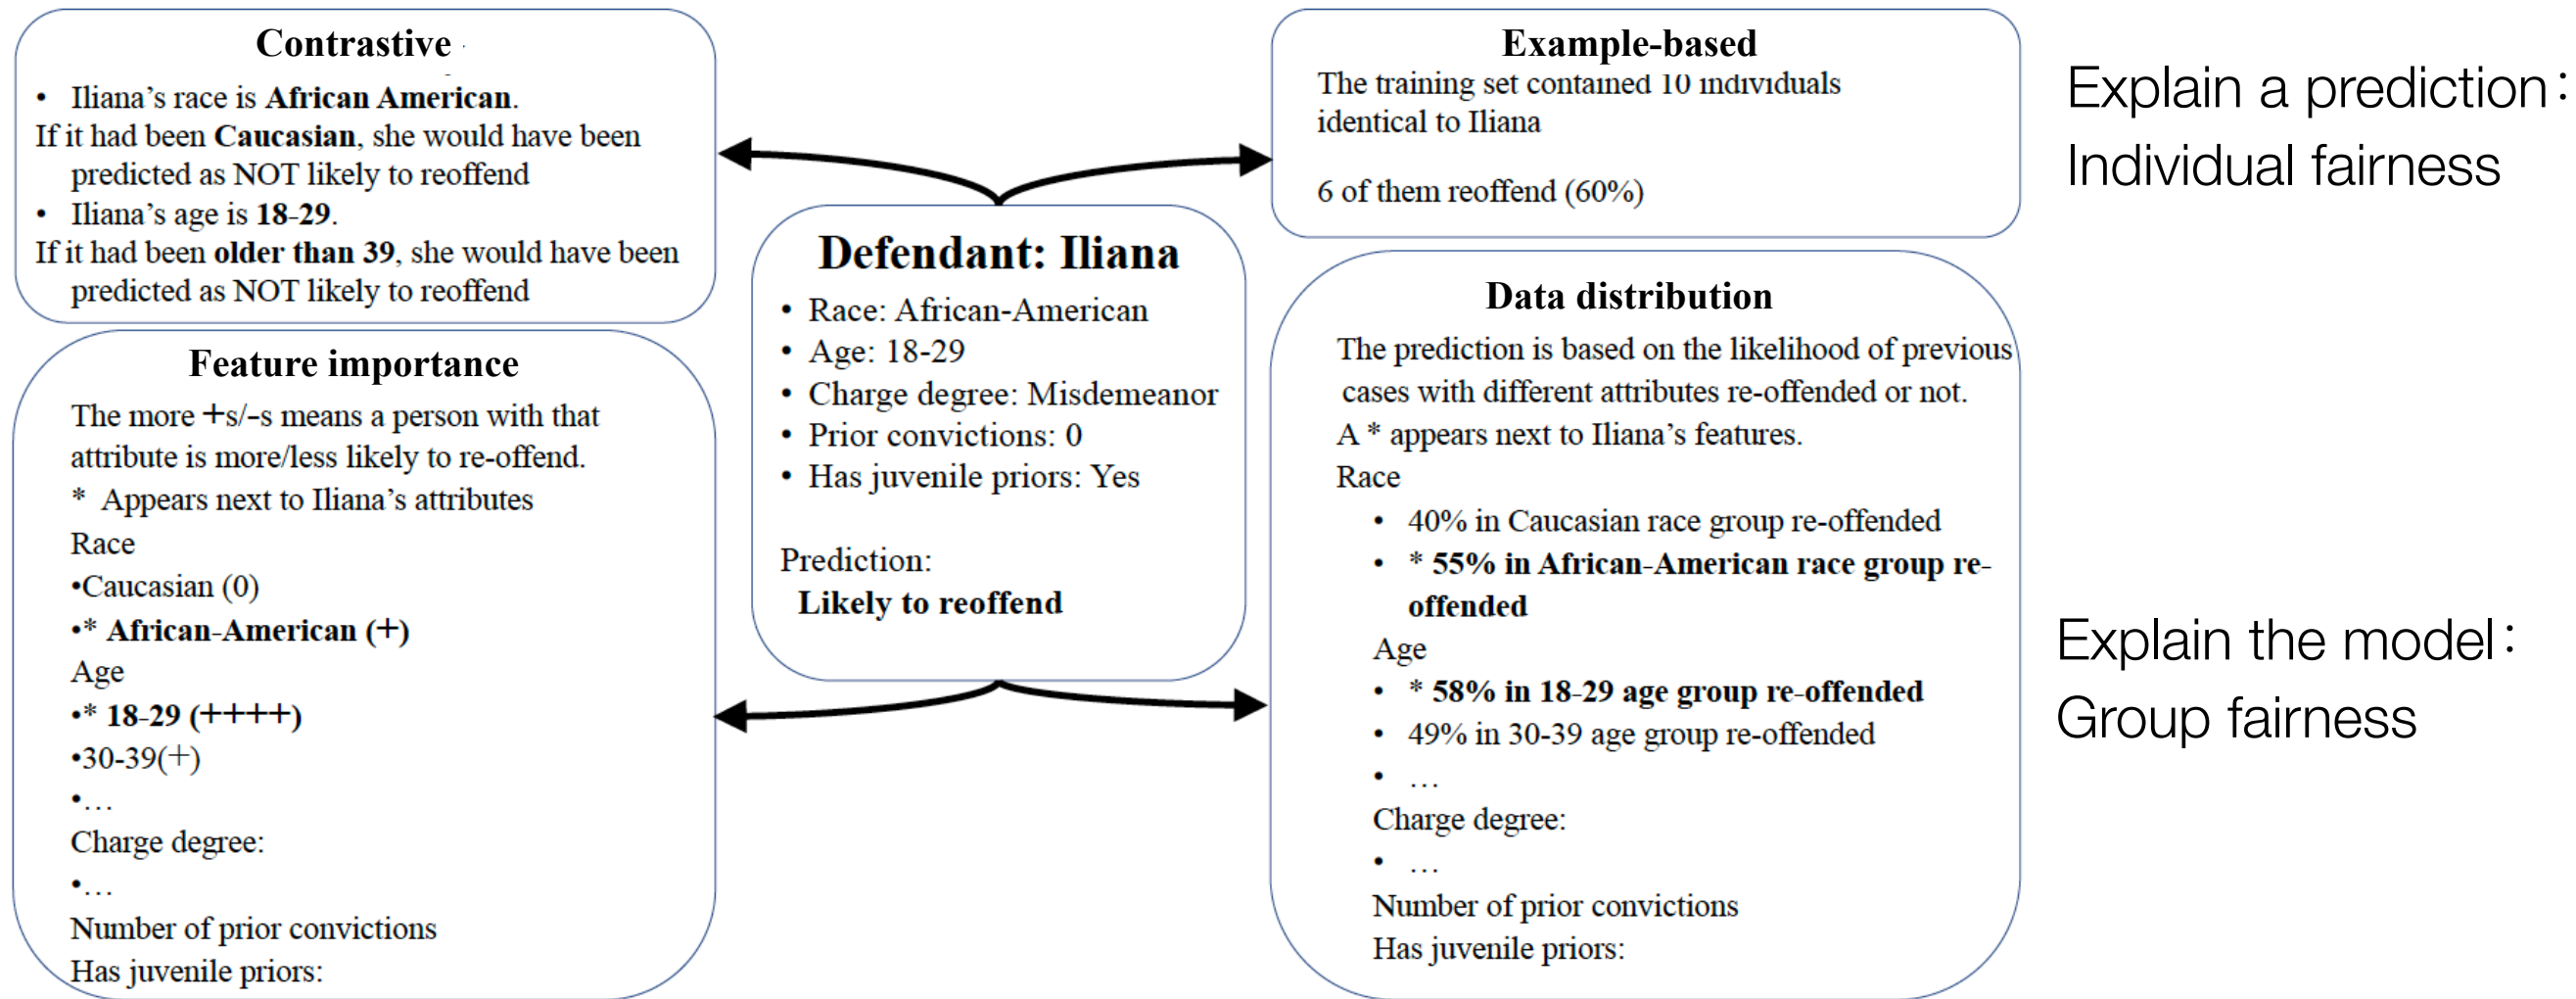 Contrastive
• Iliana's race is African American.
If it had been Caucasian, she would have been
predicted as NOT likely to reoffend
• Iliana's age is 18-29.
If it had been older than 39, she would have been
predicted as NOT likely to reoffend
Example-based
The training set contained 10 individuals
identical to Iliana
6 of them reoffend (60%)
Explain a prediction:
Individual fairness
Defendant: Iliana
• Race: African-American
• Age: 18-29
• Charge degree: Misdemeanor
• Prior convictions: 0
• Has juvenile priors: Yes
Prediction:
Likely to reoffend
Feature importance
The more +s/-s means a person with that
attribute is more/less likely to re-offend.
* Appears next to Iliana's attributes
Race
•Caucasian (0)
•* African-American (+)
Age
•* 18-29 (++++)
•30-39(+)
•…
Charge degree:
•…
Number of prior convictions
Has juvenile priors:
Data distribution
The prediction is based on the likelihood of previous
cases with different attributes re-offended or not.
A * appears next to Iliana's features.
Race
• 40% in Caucasian race group re-offended
• * 55% in African-American race group re-
offended
Age
• * 58% in 18-29 age group re-offended
• 49% in 30-39 age group re-offended
• …
Charge degree:
• …
Number of prior convictions
Has juvenile priors:
Explain the model:
Group fairness